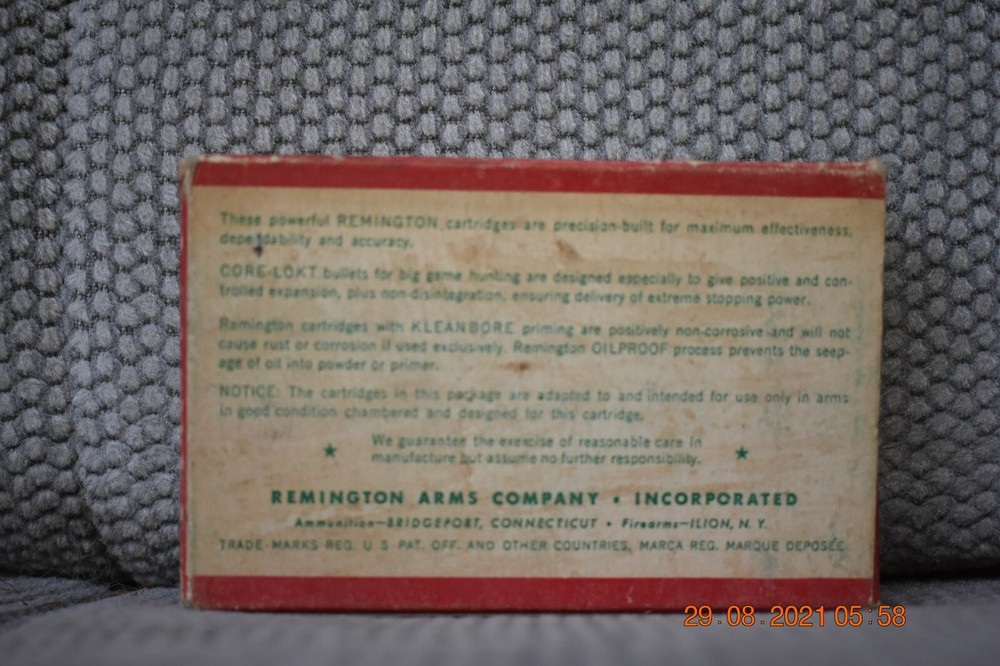 These powerful REMINGTON cartridges are precision-built for maximum effectiveness,
dependability and accuracy.
CORE-LOKT bullets for big game hunting are designed especially to give positive and con-
trolled expansion, plus non-disintegration, ensuring delivery of extreme stopping power.
Remington cartridges with KLEANBORE priming are positively non-corrosive and will not
cause rust or corrosion if used exclusively. Remington OILPROOF process prevents the seep-
age of oil into powder or primer.
NOTICE: The cartridges in this package are adapted to and intended for use only in arms
in good condition chambered and designed for this cartridge.
We guarantee the exercise of reasonable care in
manufacture but assume no further responsibility.
REMINGTON ARMS COMPANY • INCORPORATED
Ammunition—BRIDGEPORT, CONNECTICUT • Firearms—ILION, N. Y.
TRADE-MARKS REG. U S PAT. OFF. AND OTHER COUNTRIES, MARCA REG. MARQUE DEPOSÉE
29.08.2021 05:58